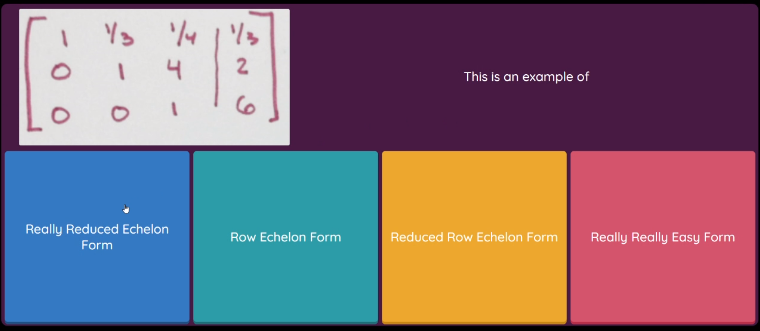 1 1/3 1/4 | 1/3
0 1 4 | 2
0 0 1 | 6
This is an example of
Really Reduced Echelon
Form
Row Echelon Form
Reduced Row Echelon Form
Really Really Easy Form